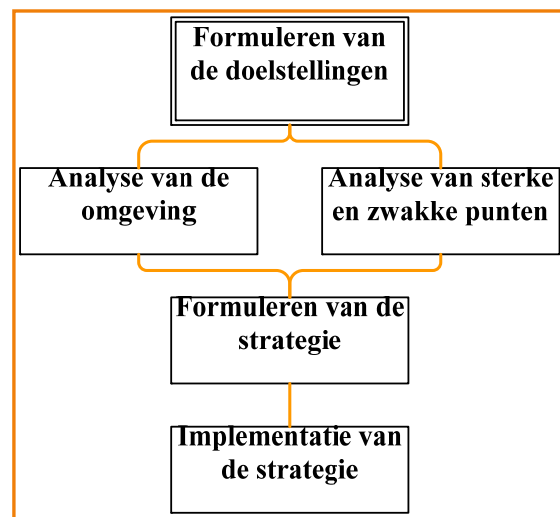 Formuleren van
de doelstellingen
Analyse van de
omgeving
Analyse van sterke
en zwakke punten
Formuleren van de
strategie
Implementatie van
de strategie